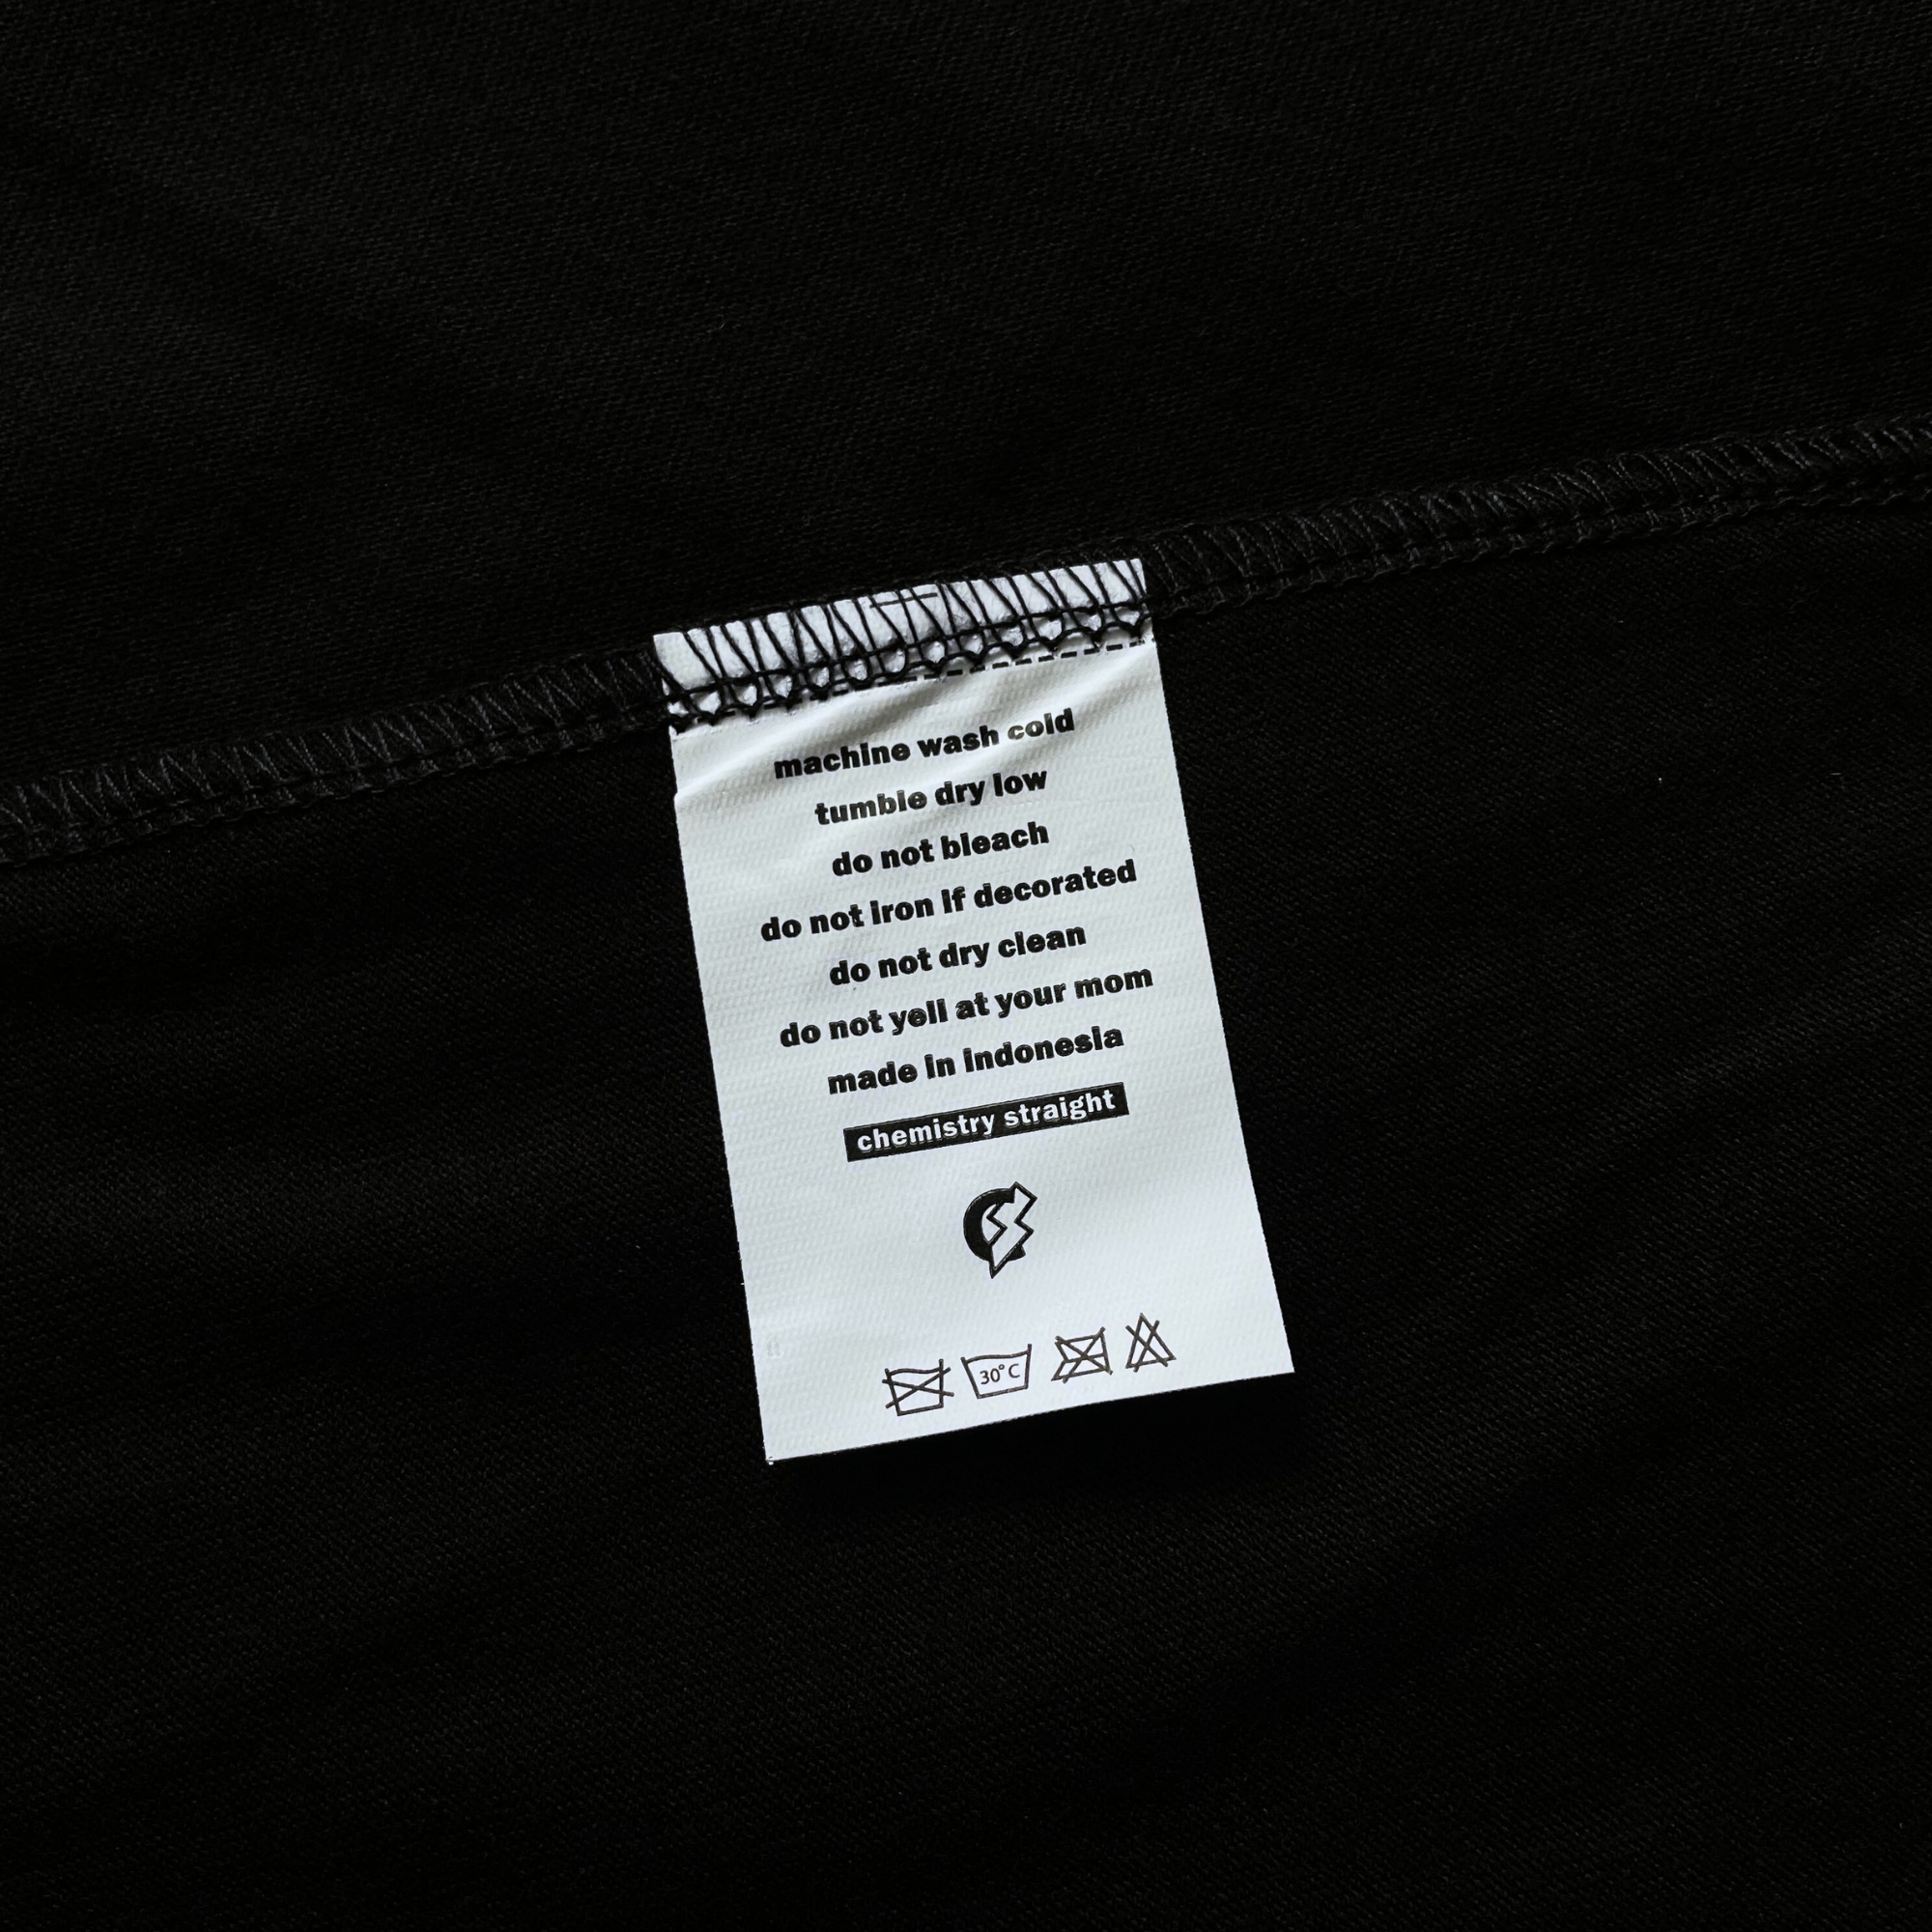 machine wash cold
tumble dry low
do not bleach
do not iron if decorated
do not dry clean
do not yell at your mom
made in indonesia
chemistry straight
30°C